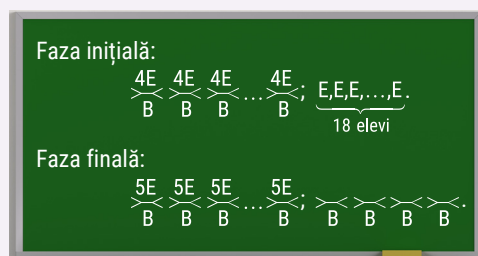 Faza inițială:
4E 4E 4E ... 4E; E,E,E,...,E.
B B B B
18 elevi
Faza finală:
5E 5E 5E ... 5E;
B B B B B B B B.